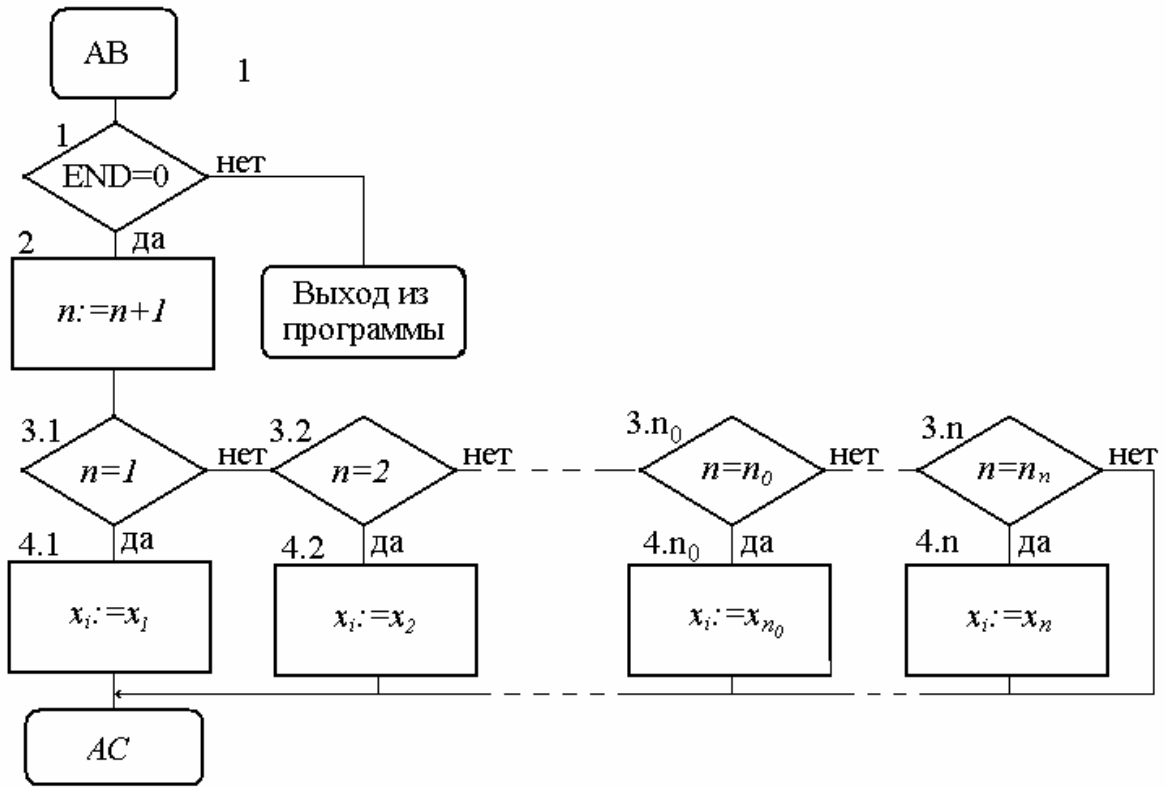 AB
1
1
END=0
нет
да
2
n:=n+1
Выход из
программы
3.1
n=1
нет
3.2
n=2
нет
3.n₀
n=n₀
нет
3.n
n=nₙ
нет
4.1
да
4.2
да
4.n₀
да
4.n
да
xᵢ:=x₁
xᵢ:=x₂
xᵢ:=xₙ₀
xᵢ:=xₙ
AC